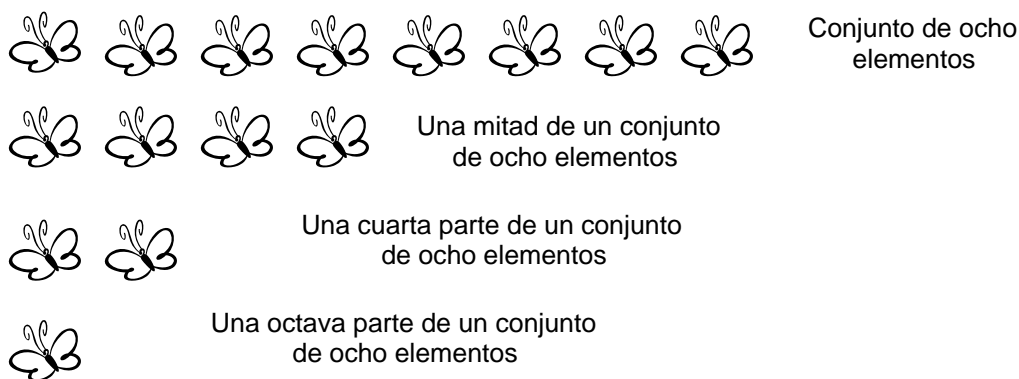 Conjunto de ocho
elementos
Una mitad de un conjunto
de ocho elementos
Una cuarta parte de un conjunto
de ocho elementos
Una octava parte de un conjunto
de ocho elementos